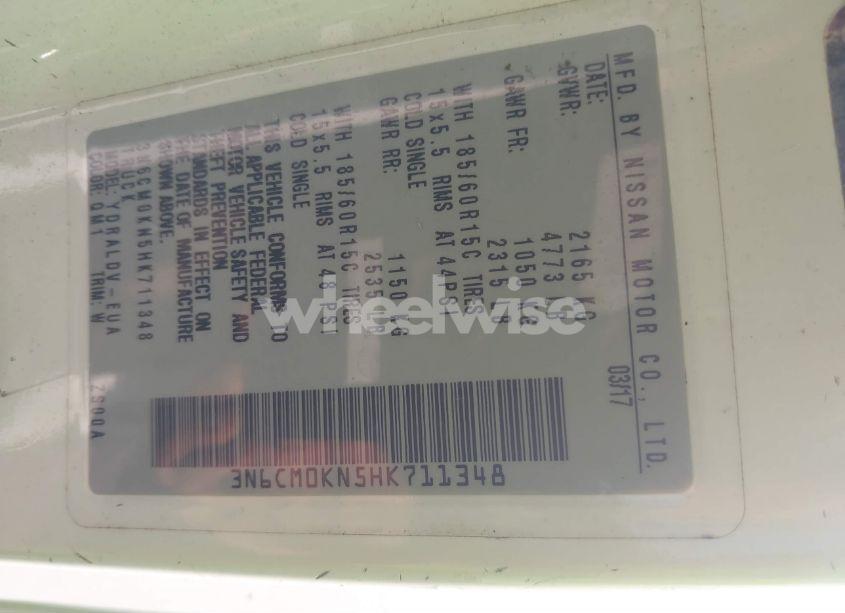 MFD. BY NISSAN MOTOR CO., LTD.
DATE: 03/17
GVWR: 2165 KG
4773 LB
GAWR FR: 1050 KG
2315 LB
WITH 185/60R15C TIRES
15x5.5 RIMS AT 44PSI
COLD SINGLE
GAWR RR: 1150 KG
2535 LB
WITH 185/60R15C TIRES
15x5.5 RIMS AT 48PSI
COLD SINGLE
THIS VEHICLE CONFORMS TO
ALL APPLICABLE FEDERAL
MOTOR VEHICLE SAFETY AND
THEFT PREVENTION
STANDARDS IN EFFECT ON
THE DATE OF MANUFACTURE
SHOWN ABOVE.
3N6CM0KN5HK711348
TRUCK
MODEL: YDRALDV-EUA
COLOR: QM1 TRIM: W ZS00A
3N6CM0KN5HK711348
wheelwise